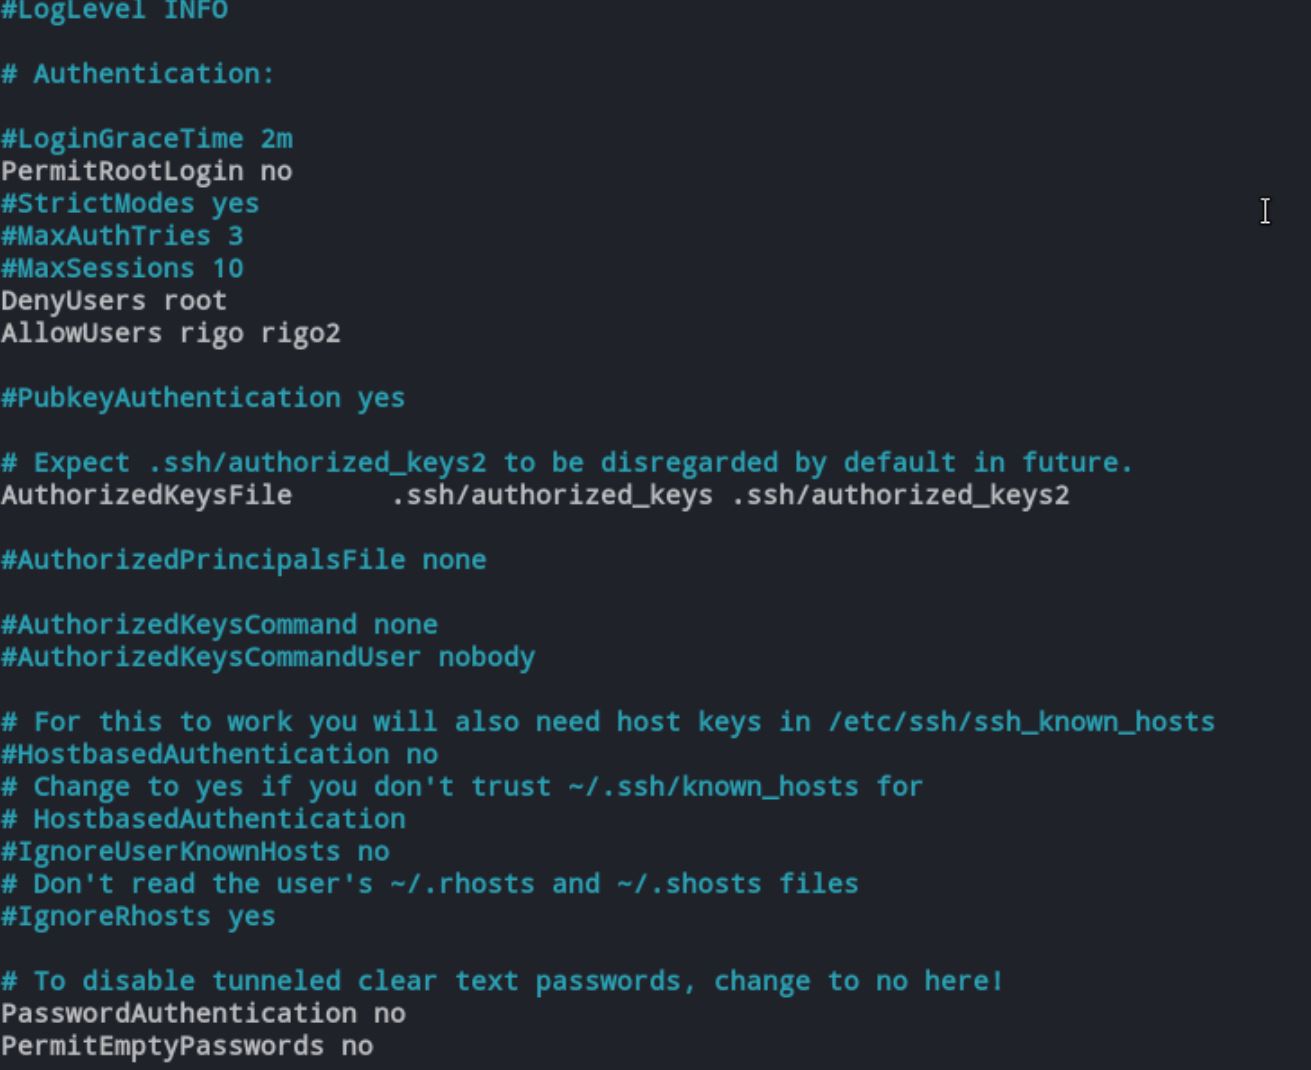 #LogLevel INFO
# Authentication:
#LoginGraceTime 2m
PermitRootLogin no
#StrictModes yes
#MaxAuthTries 3
#MaxSessions 10
DenyUsers root
AllowUsers rigo rigo2
#PubkeyAuthentication yes
# Expect .ssh/authorized_keys2 to be disregarded by default in future.
AuthorizedKeysFile      .ssh/authorized_keys .ssh/authorized_keys2
#AuthorizedPrincipalsFile none
#AuthorizedKeysCommand none
#AuthorizedKeysCommandUser nobody
# For this to work you will also need host keys in /etc/ssh/ssh_known_hosts
#HostbasedAuthentication no
# Change to yes if you don't trust ~/.ssh/known_hosts for
# HostbasedAuthentication
#IgnoreUserKnownHosts no
# Don't read the user's ~/.rhosts and ~/.shosts files
#IgnoreRhosts yes
# To disable tunneled clear text passwords, change to no here!
PasswordAuthentication no
PermitEmptyPasswords no